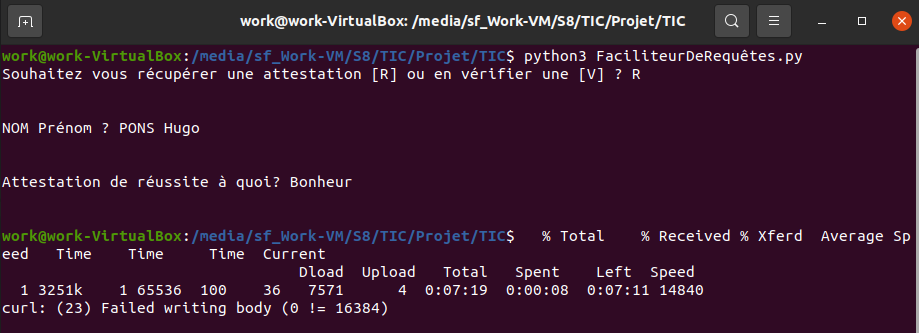 work@work-VirtualBox: /media/sf_Work-VM/S8/TIC/Projet/TIC
work@work-VirtualBox:/media/sf_Work-VM/S8/TIC/Projet/TIC$ python3 FaciliteurDeRequêtes.py
Souhaitez vous récupérer une attestation [R] ou en vérifier une [V] ? R
NOM Prénom ? PONS Hugo
Attestation de réussite à quoi? Bonheur
work@work-VirtualBox:/media/sf_Work-VM/S8/TIC/Projet/TIC$   % Total    % Received % Xferd  Average Sp
eed   Time    Time     Time  Current
                                 Dload  Upload   Total   Spent    Left  Speed
  1 3251k    1 65536  100    36   7571      4  0:07:19  0:00:08  0:07:11 14840
curl: (23) Failed writing body (0 != 16384)